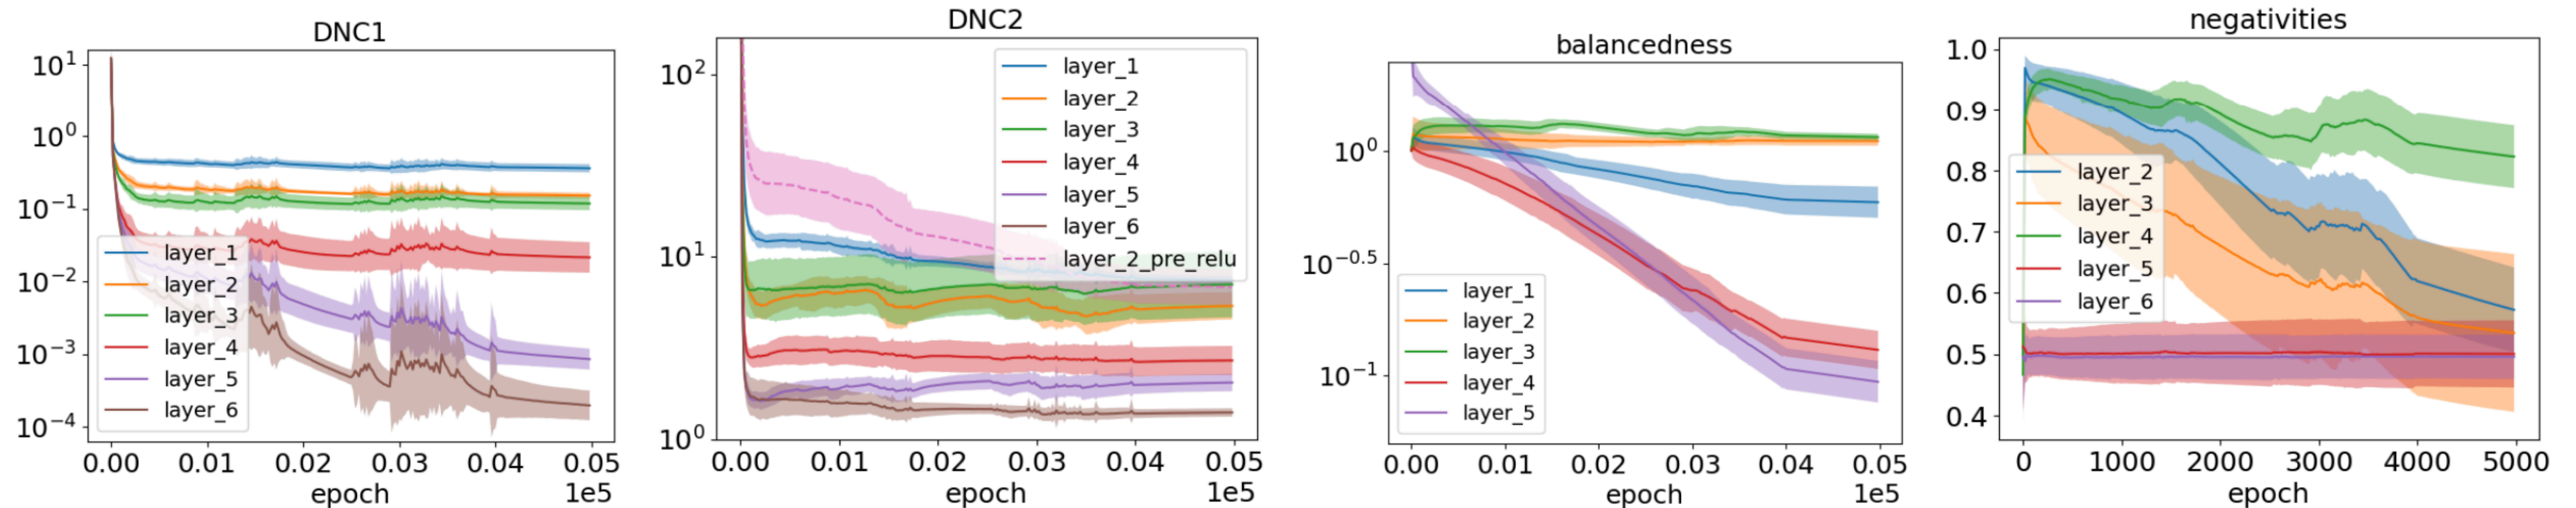 DNC1
10^1
10^0
10^-1
10^-2
10^-3
10^-4
layer_1
layer_2
layer_3
layer_4
layer_5
layer_6
0.00 0.01 0.02 0.03 0.04 0.05
epoch
1e5
DNC2
10^2
10^1
10^0
layer_1
layer_2
layer_3
layer_4
layer_5
layer_6
layer_2_pre_relu
0.00 0.01 0.02 0.03 0.04 0.05
epoch
1e5
balancedness
10^0
10^-0.5
10^-1
layer_1
layer_2
layer_3
layer_4
layer_5
0.00 0.01 0.02 0.03 0.04 0.05
epoch
1e5
negativities
1.0
0.9
0.8
0.7
0.6
0.5
0.4
layer_2
layer_3
layer_4
layer_5
layer_6
0 1000 2000 3000 4000 5000
epoch